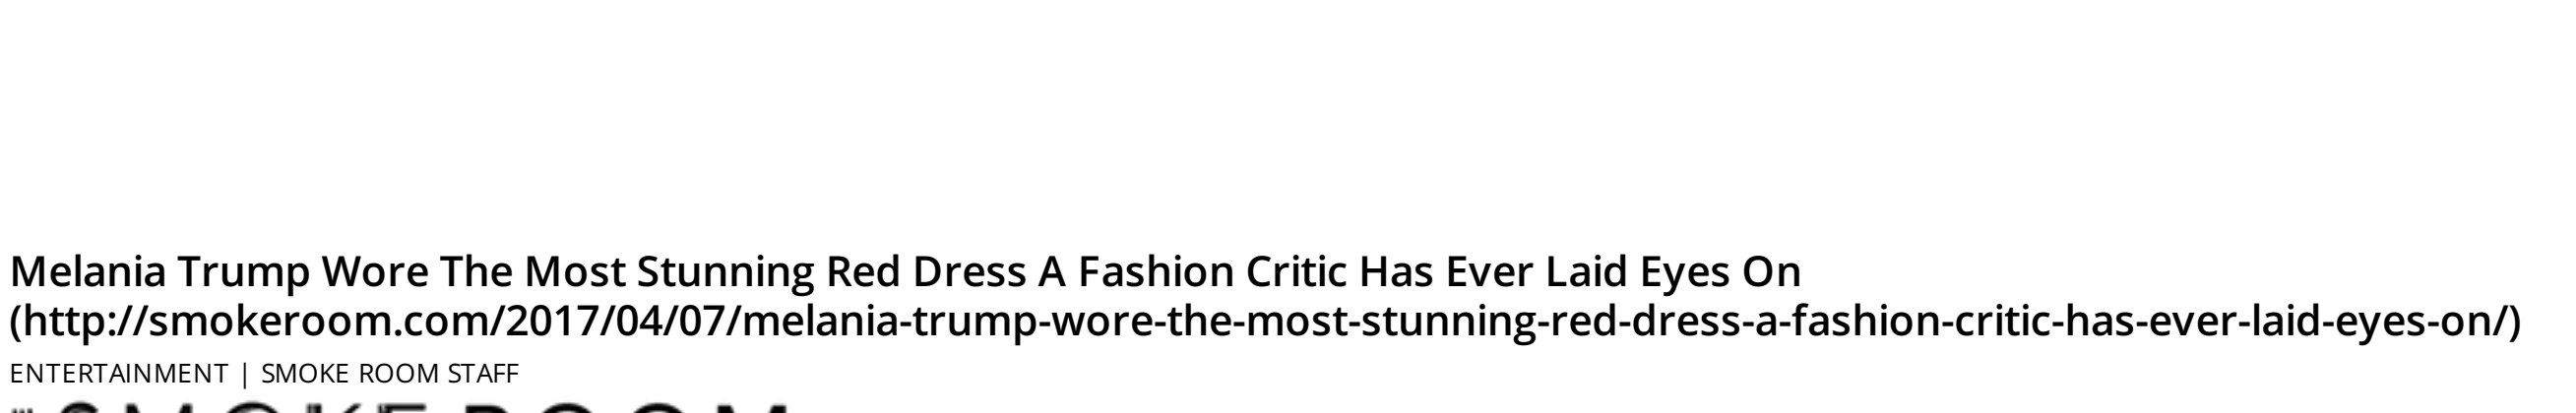 Melania Trump Wore The Most Stunning Red Dress A Fashion Critic Has Ever Laid Eyes On
(http://smokeroom.com/2017/04/07/melania-trump-wore-the-most-stunning-red-dress-a-fashion-critic-has-ever-laid-eyes-on/)
ENTERTAINMENT | SMOKE ROOM STAFF